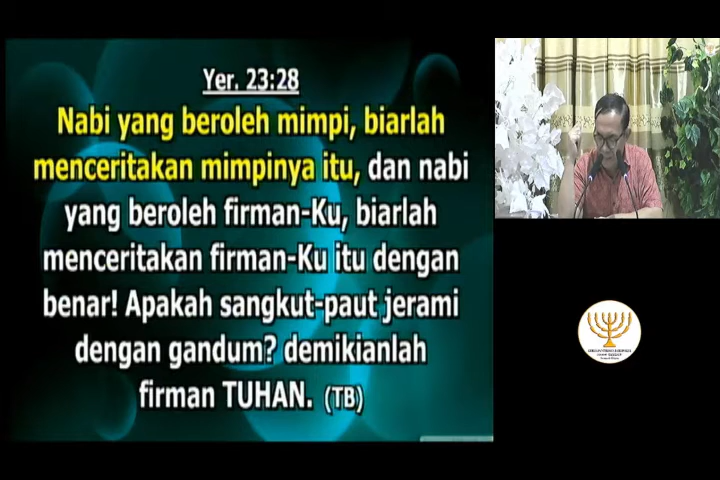 Yer. 23:28
Nabi yang beroleh mimpi, biarlah
menceritakan mimpinya itu, dan nabi
yang beroleh firman-Ku, biarlah
menceritakan firman-Ku itu dengan
benar! Apakah sangkut-paut jerami
dengan gandum? demikianlah
firman TUHAN. (TB)